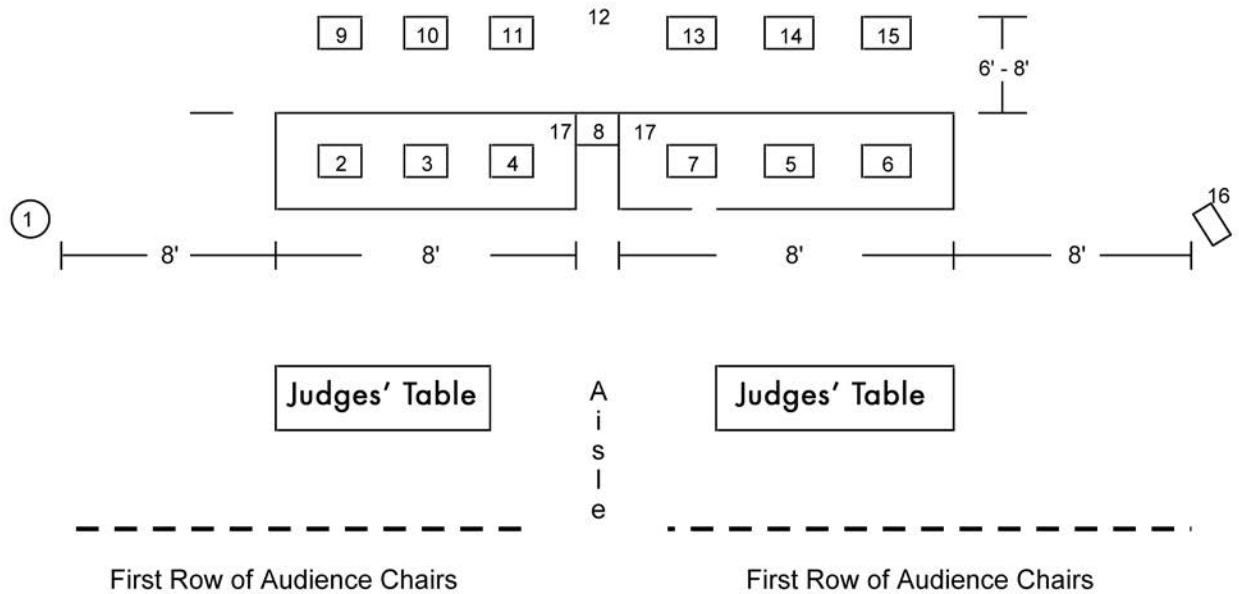 12
9 10 11 13 14 15
6' - 8'
17 8 17
2 3 4 7 5 6
1
16
8' 8' 8' 8'
Judges' Table Judges' Table
A
i
s
l
e
First Row of Audience Chairs First Row of Audience Chairs